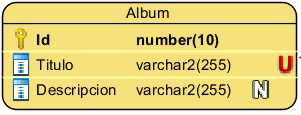 Album
Id number(10)
Titulo varchar2(255) U
Descripcion varchar2(255) N